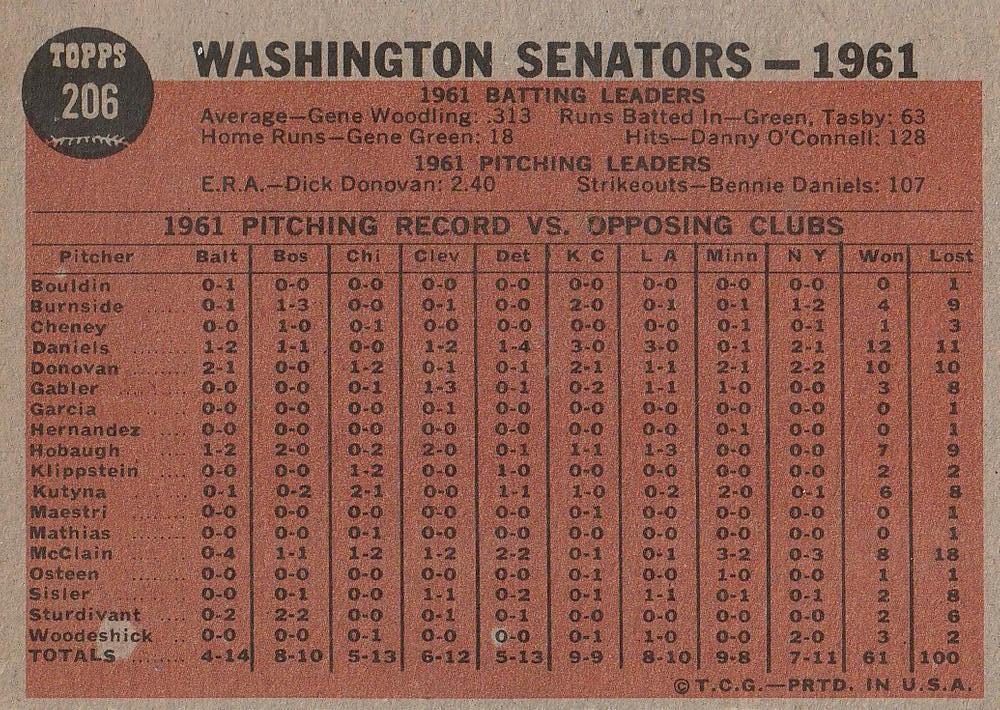 TOPPS
206
WASHINGTON SENATORS — 1961
1961 BATTING LEADERS
Average—Gene Woodling: .313 Runs Batted In—Green, Tasby: 63
Home Runs—Gene Green: 18 Hits—Danny O'Connell: 128
1961 PITCHING LEADERS
E.R.A.—Dick Donovan: 2.40 Strikeouts—Bennie Daniels: 107
1961 PITCHING RECORD VS. OPPOSING CLUBS
Pitcher Balt Bos Chi Clev Det K C L A Minn N Y Won Lost
Bouldin 0-1 0-0 0-0 0-0 0-0 0-0 0-0 0-0 0-0 0 1
Burnside 0-1 1-3 0-0 0-1 0-0 2-0 0-1 0-1 1-2 4 9
Cheney 0-0 1-0 0-1 0-0 0-0 0-0 0-0 0-1 0-1 1 3
Daniels 1-2 1-1 0-0 1-2 1-4 3-0 3-0 0-1 2-1 12 11
Donovan 2-1 0-0 1-2 0-1 0-1 2-1 1-1 2-1 2-2 10 10
Gabler 0-0 0-0 0-1 1-3 0-1 0-2 1-1 1-0 0-0 3 8
Garcia 0-0 0-0 0-0 0-1 0-0 0-0 0-0 0-0 0-0 0 1
Hernandez 0-0 0-0 0-0 0-0 0-0 0-0 0-0 0-1 0-0 0 1
Hobaugh 1-2 2-0 0-2 2-0 0-1 1-1 1-3 0-0 0-0 7 9
Klippstein 0-0 0-0 1-2 0-0 1-0 0-0 0-0 0-0 0-0 2 2
Kutyna 0-1 0-2 2-1 0-0 1-1 1-0 0-2 2-0 0-1 6 8
Maestri 0-0 0-0 0-0 0-0 0-0 0-1 0-0 0-0 0-0 0 1
Mathias 0-0 0-0 0-1 0-0 0-0 0-0 0-0 0-0 0-0 0 1
McClain 0-4 1-1 1-2 1-2 2-2 0-1 0-1 3-2 0-3 8 18
Osteen 0-0 0-0 0-0 0-0 0-0 0-1 0-0 1-0 0-0 1 1
Sisler 0-0 0-1 0-0 1-1 0-2 0-1 1-1 0-1 0-1 2 8
Sturdivant 0-2 2-2 0-0 0-1 0-1 0-0 0-0 0-0 0-0 2 6
Woodeshick 0-0 0-0 0-1 0-0 0-0 0-1 1-0 0-0 2-0 3 2
TOTALS 4-14 8-10 5-13 6-12 5-13 9-9 8-10 9-8 7-11 61 100
©T.C.G.—PRTD. IN U.S.A.